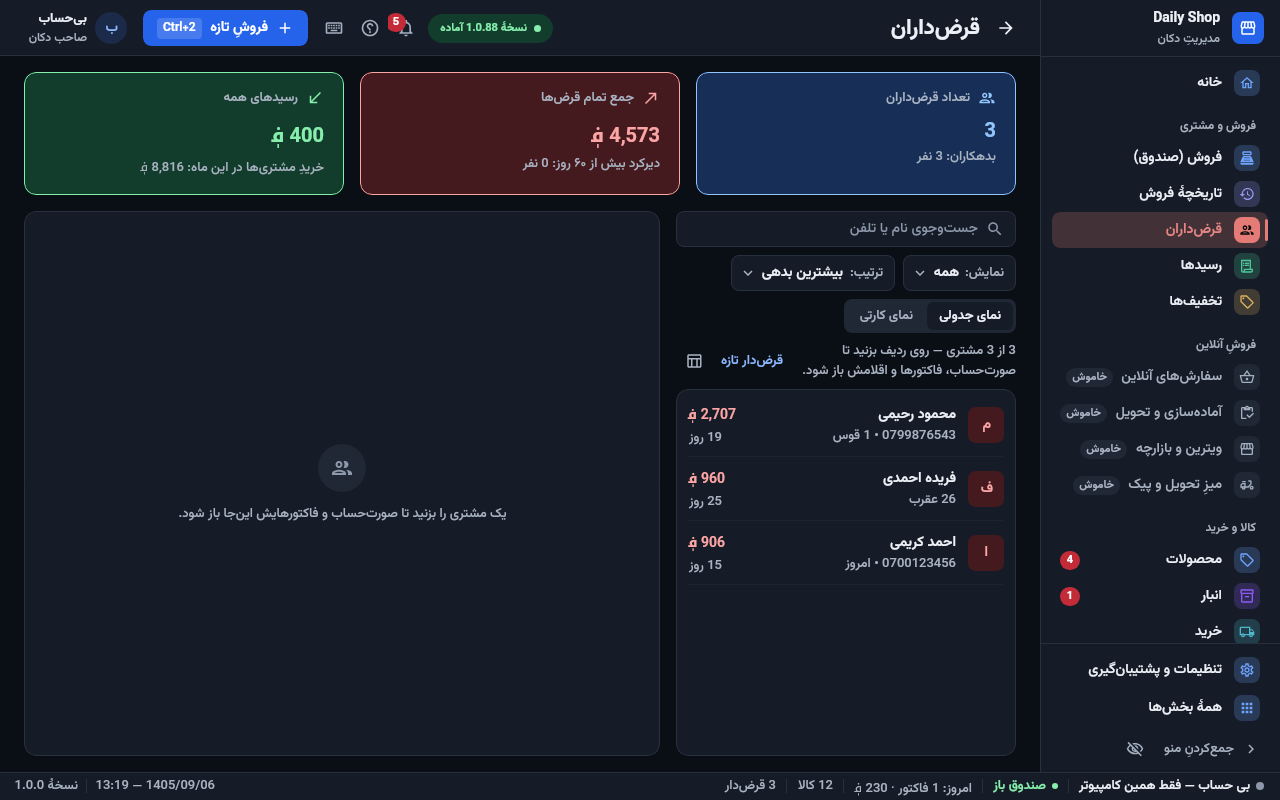 Daily Shop
مدیریتِ دکان
خانه
فروش و مشتری
فروش (صندوق)
تاریخچهٔ فروش
قرض‌داران
رسیدها
تخفیف‌ها
فروشِ آنلاین
سفارش‌های آنلاین
خاموش
آماده‌سازی و تحویل
خاموش
ویترین و بازارچه
خاموش
میزِ تحویل و پیک
خاموش
کالا و خرید
محصولات
4
انبار
1
خرید
تنظیمات و پشتیبان‌گیری
همهٔ بخش‌ها
جمع‌کردنِ منو
قرض‌داران
نسخهٔ 1.0.88 آماده
5
فروشِ تازه
Ctrl+2
ب
بی‌حساب
صاحب دکان
تعداد قرض‌داران
3
بدهکاران: 3 نفر
جمع تمام قرض‌ها
4,573 ؋
دیرکرد بیش از ۶۰ روز: 0 نفر
رسیدهای همه
400 ؋
خریدِ مشتری‌ها در این ماه: 8,816 ؋
جست‌وجوی نام یا تلفن
نمایش: همه
ترتیب: بیشترین بدهی
نمای جدولی
نمای کارتی
3 از 3 مشتری — روی ردیف بزنید تا
صورت‌حساب، فاکتورها و اقلامش باز شود.
قرض‌دار تازه
م
محمود رحیمی
0799876543 • 1 قوس
2,707 ؋
19 روز
ف
فریده احمدی
26 عقرب
960 ؋
25 روز
ا
احمد کریمی
0700123456 • امروز
906 ؋
15 روز
یک مشتری را بزنید تا صورت‌حساب و فاکتورهایش این‌جا باز شود.
بی حساب — فقط همین کامپیوتر
صندوق باز
امروز: 1 فاکتور · 230 ؋
12 کالا
3 قرض‌دار
1405/09/06 — 13:19
نسخهٔ 1.0.0